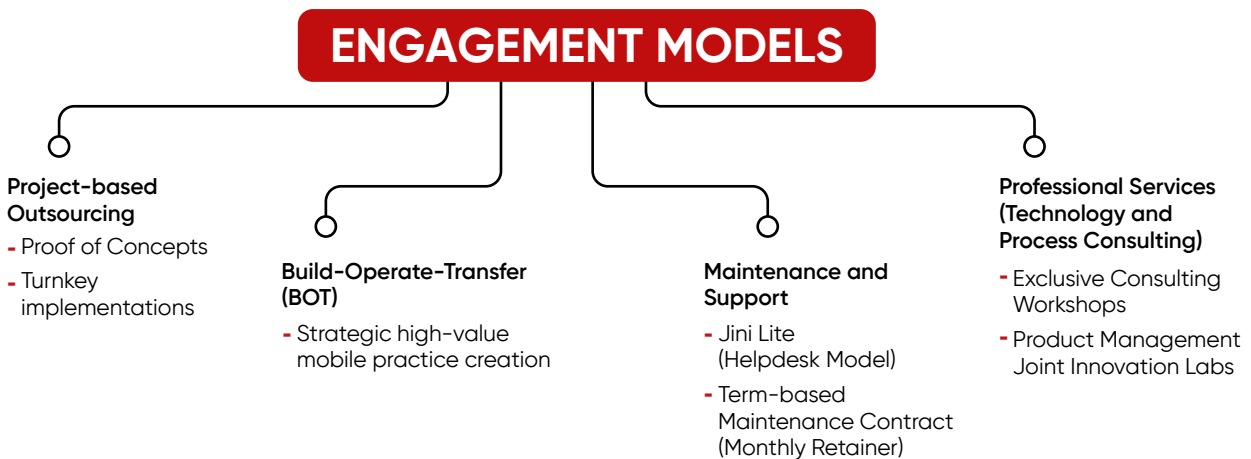 ENGAGEMENT MODELS
Project-based
Outsourcing
- Proof of Concepts
- Turnkey
implementations
Build-Operate-Transfer
(BOT)
- Strategic high-value
mobile practice creation
Maintenance and
Support
- Jini Lite
(Helpdesk Model)
- Term-based
Maintenance Contract
(Monthly Retainer)
Professional Services
(Technology and
Process Consulting)
- Exclusive Consulting
Workshops
- Product Management
Joint Innovation Labs